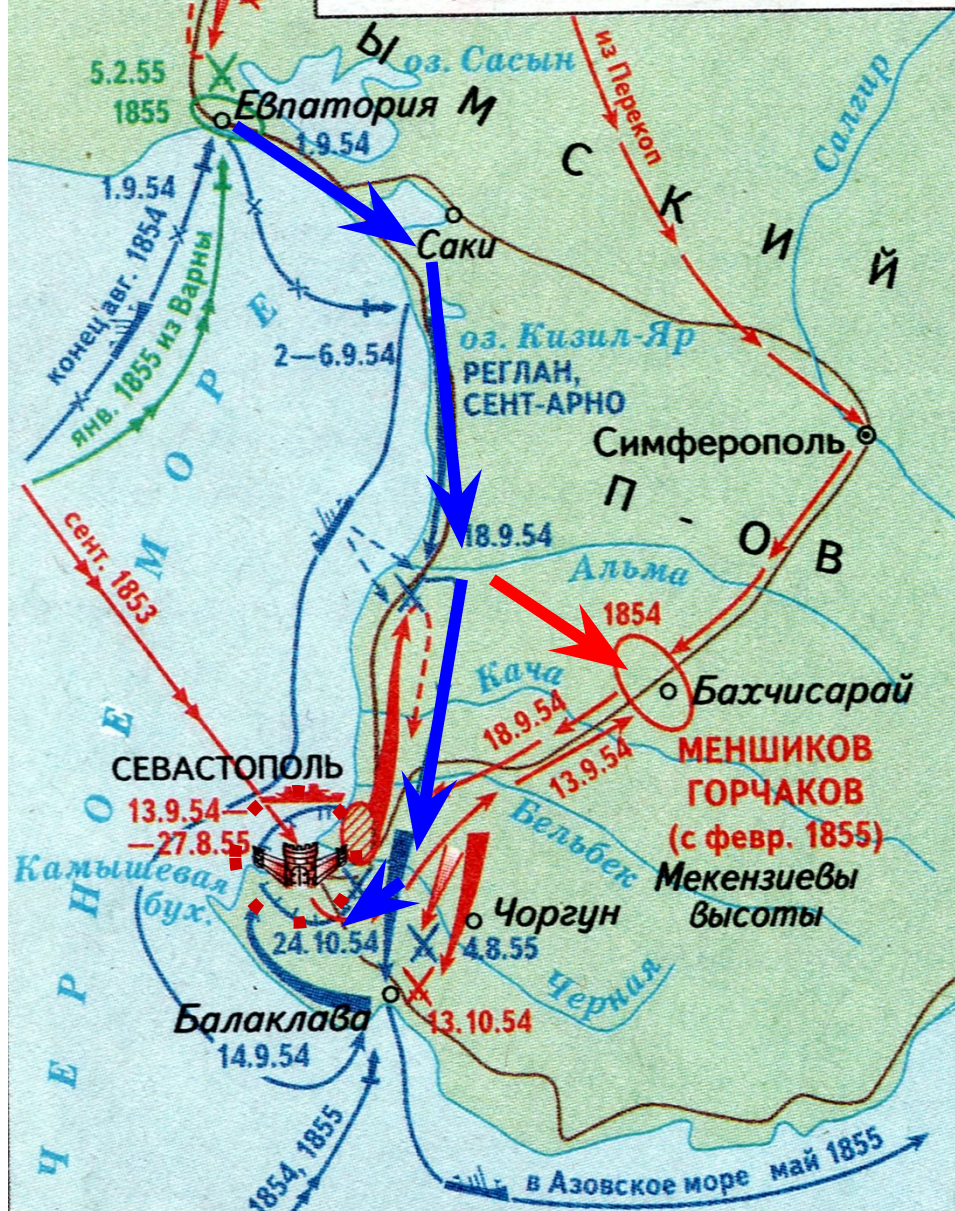 5.2.55
1855
Евпатория
1.9.54
оз. Сасын
из Перекоп
Салгир
КРЫМСКИЙ П-ОВ
1.9.54
конец авг. 1854
янв. 1855 из Варны
Саки
2—6.9.54
оз. Кизил-Яр
РЕГЛАН,
СЕНТ-АРНО
Симферополь
18.9.54
Альма
1854
сент. 1853
Кача
Бахчисарай
18.9.54
13.9.54
МЕНШИКОВ
ГОРЧАКОВ
(с февр. 1855)
СЕВАСТОПОЛЬ
13.9.54—
—27.8.55
Бельбек
Мекензиевы
высоты
Камышевая
бух.
Чоргун
24.10.54
4.8.55
Черная
Балаклава
14.9.54
13.10.54
1854, 1855
в Азовское море май 1855
ЧЕРНОЕ МОРЕ